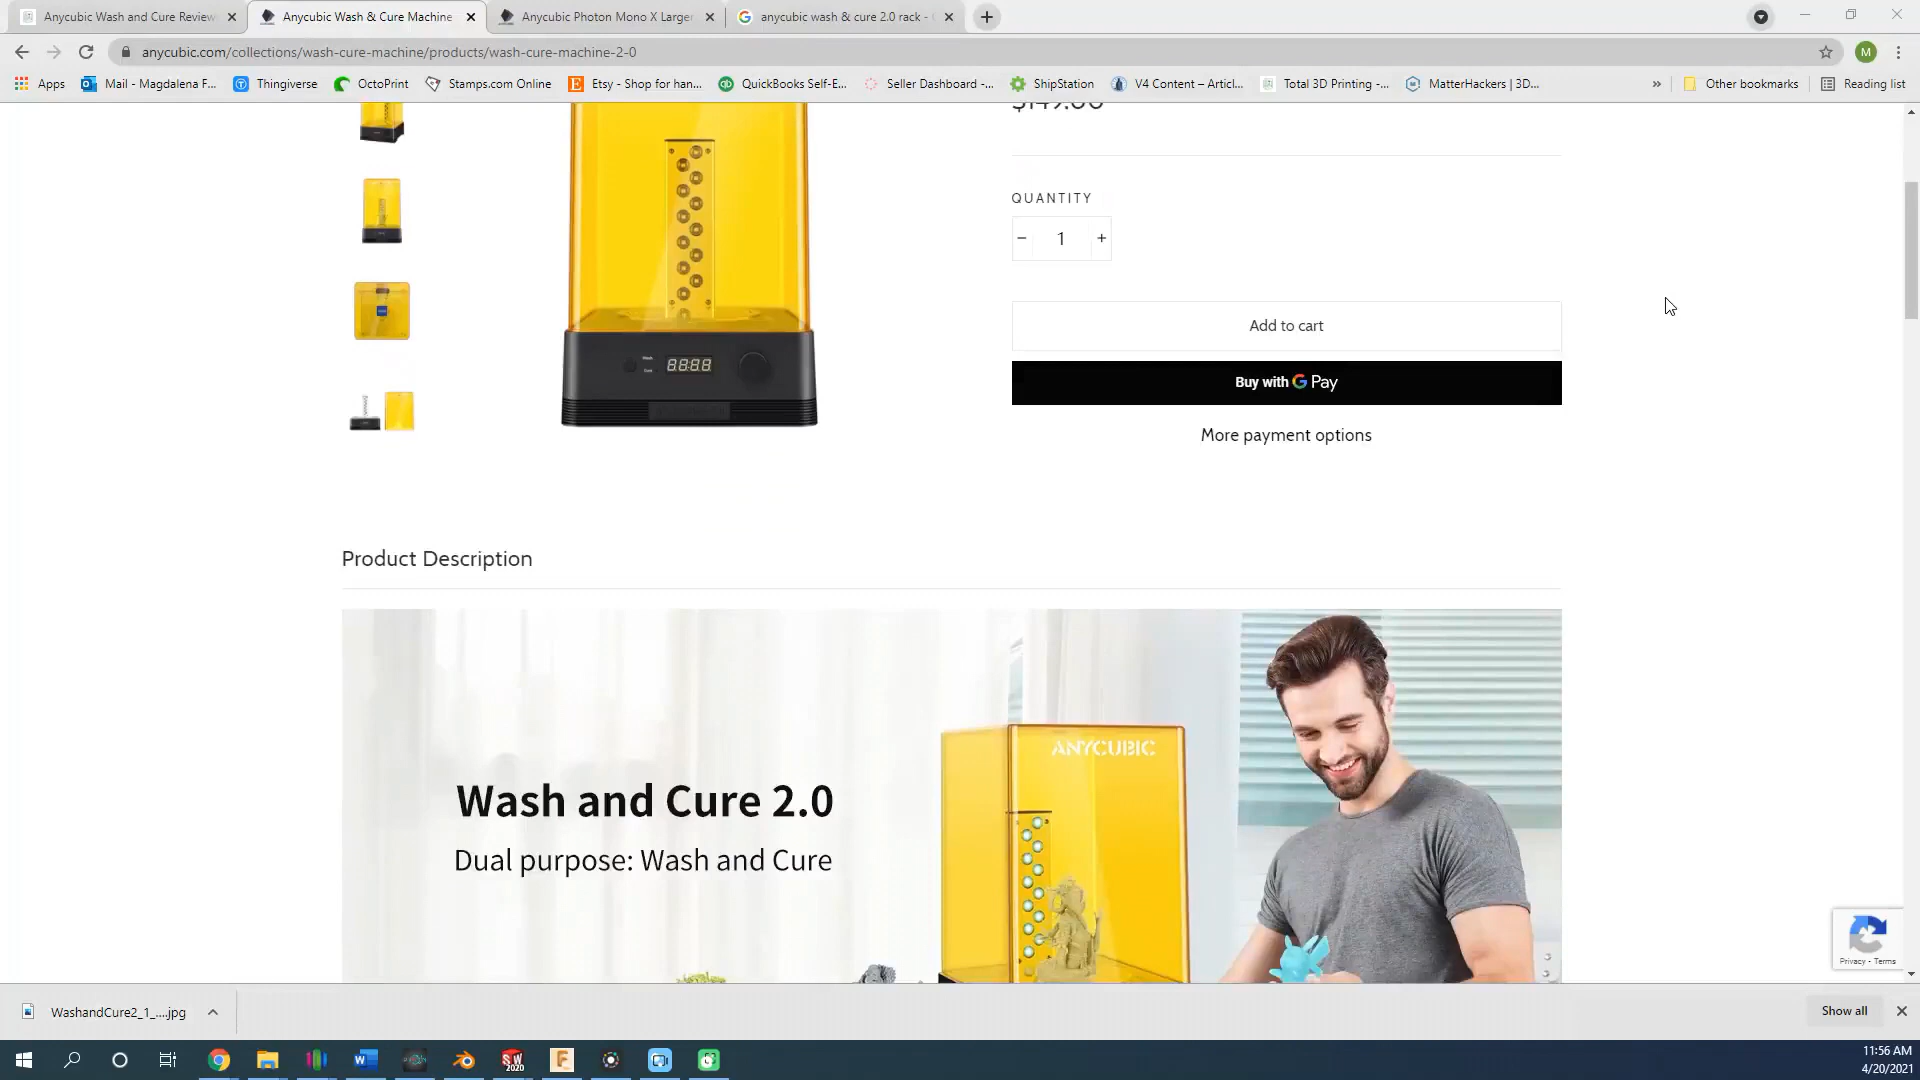 Anycubic Wash and Cure Review
Anycubic Wash & Cure Machine
Anycubic Photon Mono X Larger
anycubic wash & cure 2.0 rack -
anycubic.com/collections/wash-cure-machine/products/wash-cure-machine-2-0
M
Apps
Mail - Magdalena F...
Thingiverse
OctoPrint
Stamps.com Online
Etsy - Shop for han...
QuickBooks Self-E...
Seller Dashboard -...
ShipStation
V4 Content – Articl...
Total 3D Printing -...
MatterHackers | 3D...
»
Other bookmarks
Reading list
$149.00
QUANTITY
− 1 +
Add to cart
Buy with G Pay
More payment options
Product Description
ANYCUBIC
Wash and Cure 2.0
Dual purpose: Wash and Cure
Privacy - Terms
WashandCure2_1_....jpg
Show all
11:56 AM
4/20/2021